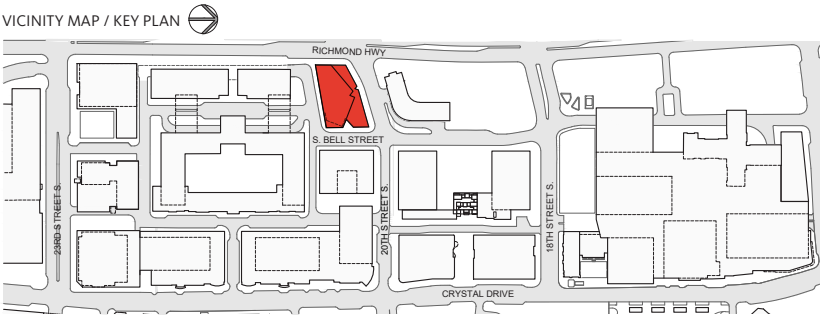 VICINITY MAP / KEY PLAN
RICHMOND HWY
S. BELL STREET
23RD STREET S.
20TH STREET S.
18TH STREET S.
CRYSTAL DRIVE